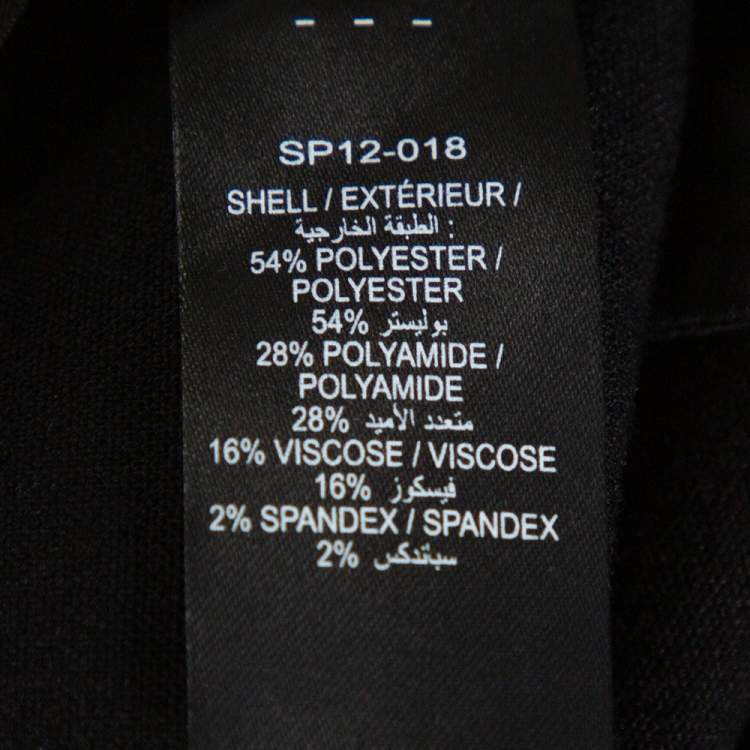 - - -
SP12-018
SHELL / EXTÉRIEUR /
الطبقة الخارجية :
54% POLYESTER /
POLYESTER
54% بوليستر
28% POLYAMIDE /
POLYAMIDE
28% متعدد الأميد
16% VISCOSE / VISCOSE
16% فيسكوز
2% SPANDEX / SPANDEX
2% سباندكس